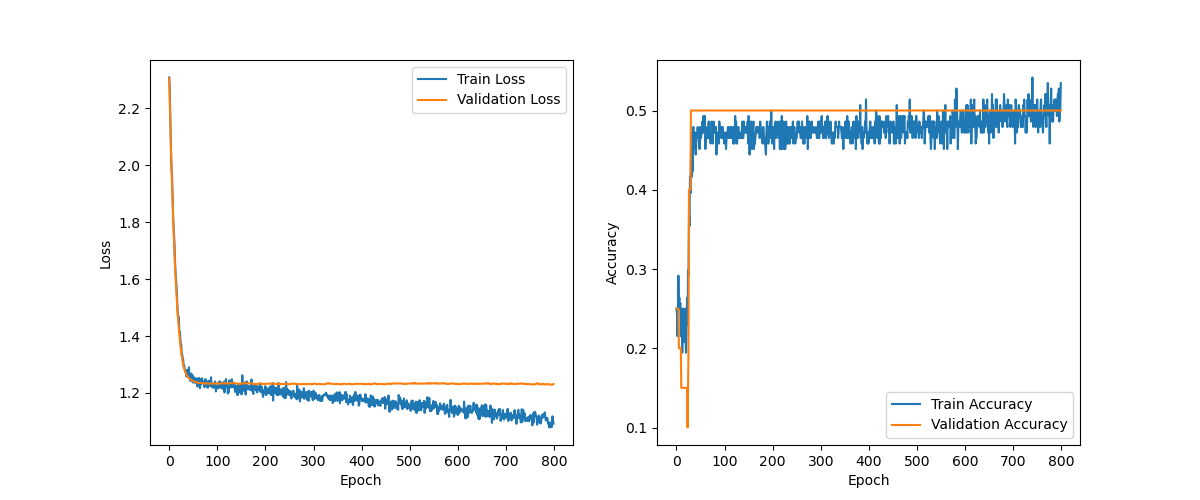 2.2
2.0
1.8
1.6
1.4
1.2
Loss
0 100 200 300 400 500 600 700 800
Epoch
Train Loss
Validation Loss
0.5
0.4
0.3
0.2
0.1
Accuracy
0 100 200 300 400 500 600 700 800
Epoch
Train Accuracy
Validation Accuracy